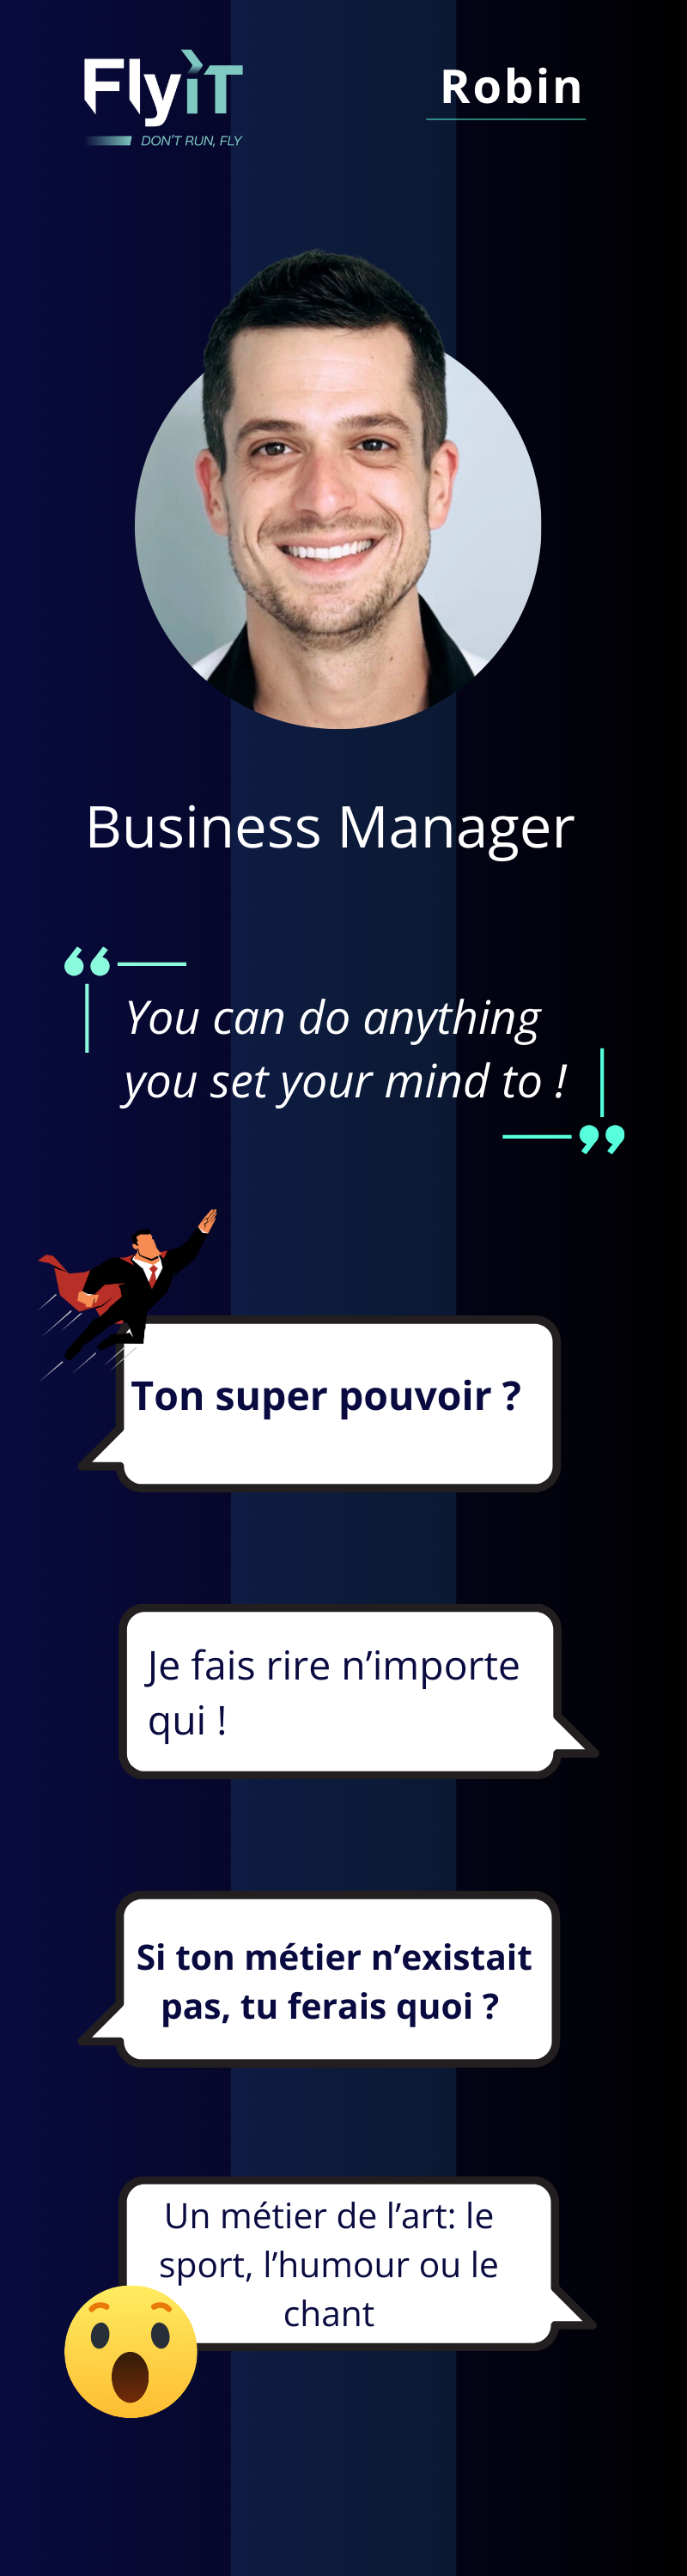 FlyiT
DON'T RUN, FLY
Robin
Business Manager
You can do anything
you set your mind to !
Ton super pouvoir ?
Je fais rire n’importe
qui !
Si ton métier n’existait
pas, tu ferais quoi ?
Un métier de l’art: le
sport, l’humour ou le
chant